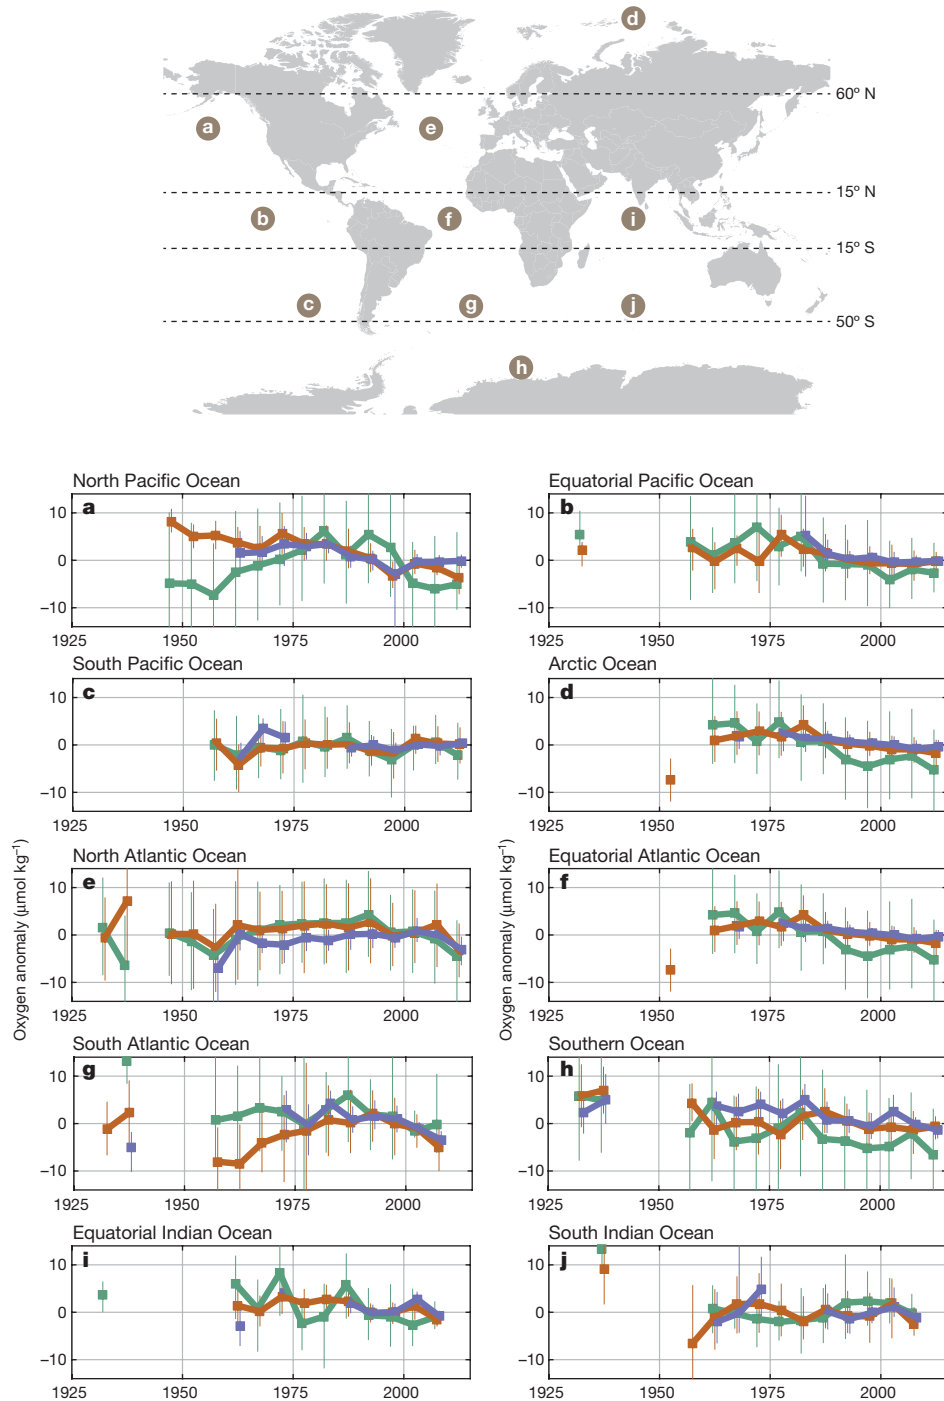 d
60º N
a
e
15º N
b
f
i
15º S
c
g
j
50º S
h
North Pacific Ocean
Equatorial Pacific Ocean
a
b
10
0
−10
10
0
−10
1925
1950
1975
2000
1925
1950
1975
2000
South Pacific Ocean
Arctic Ocean
c
d
10
0
−10
10
0
−10
1925
1950
1975
2000
1925
1950
1975
2000
North Atlantic Ocean
Equatorial Atlantic Ocean
e
f
10
0
−10
10
0
−10
1925
1950
1975
2000
1925
1950
1975
2000
Oxygen anomaly (μmol kg⁻¹)
Oxygen anomaly (μmol kg⁻¹)
South Atlantic Ocean
Southern Ocean
g
h
10
0
−10
10
0
−10
1925
1950
1975
2000
1925
1950
1975
2000
Equatorial Indian Ocean
South Indian Ocean
i
j
10
0
−10
10
0
−10
1925
1950
1975
2000
1925
1950
1975
2000